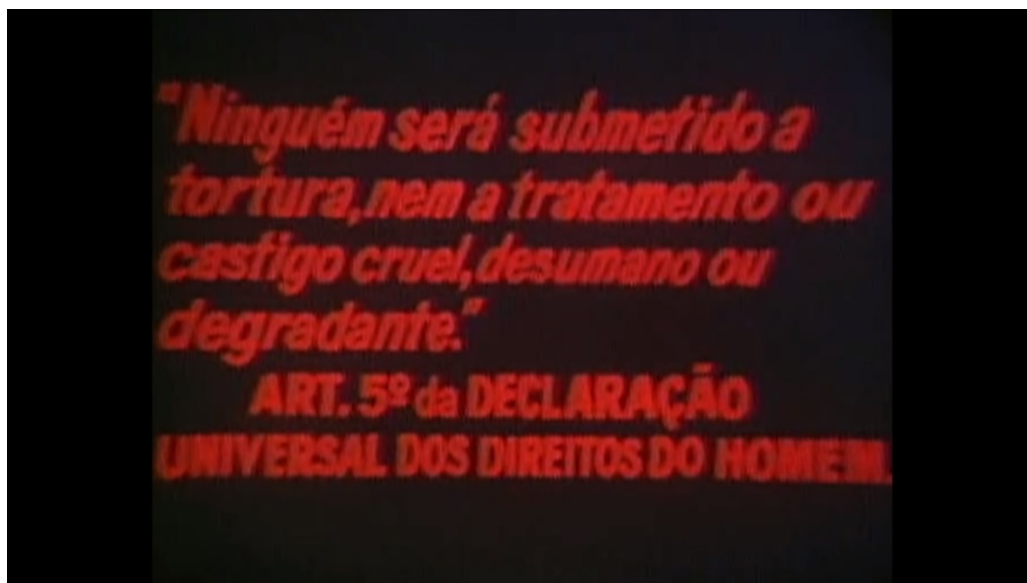 "Ninguém será submetido a
tortura, nem a tratamento ou
castigo cruel, desumano ou
degradante."
ART. 5º da DECLARAÇÃO
UNIVERSAL DOS DIREITOS DO HOMEM.